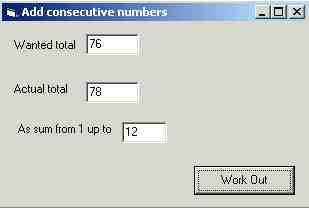 Add consecutive numbers
Wanted total 76
Actual total 78
As sum from 1 up to 12
Work Out